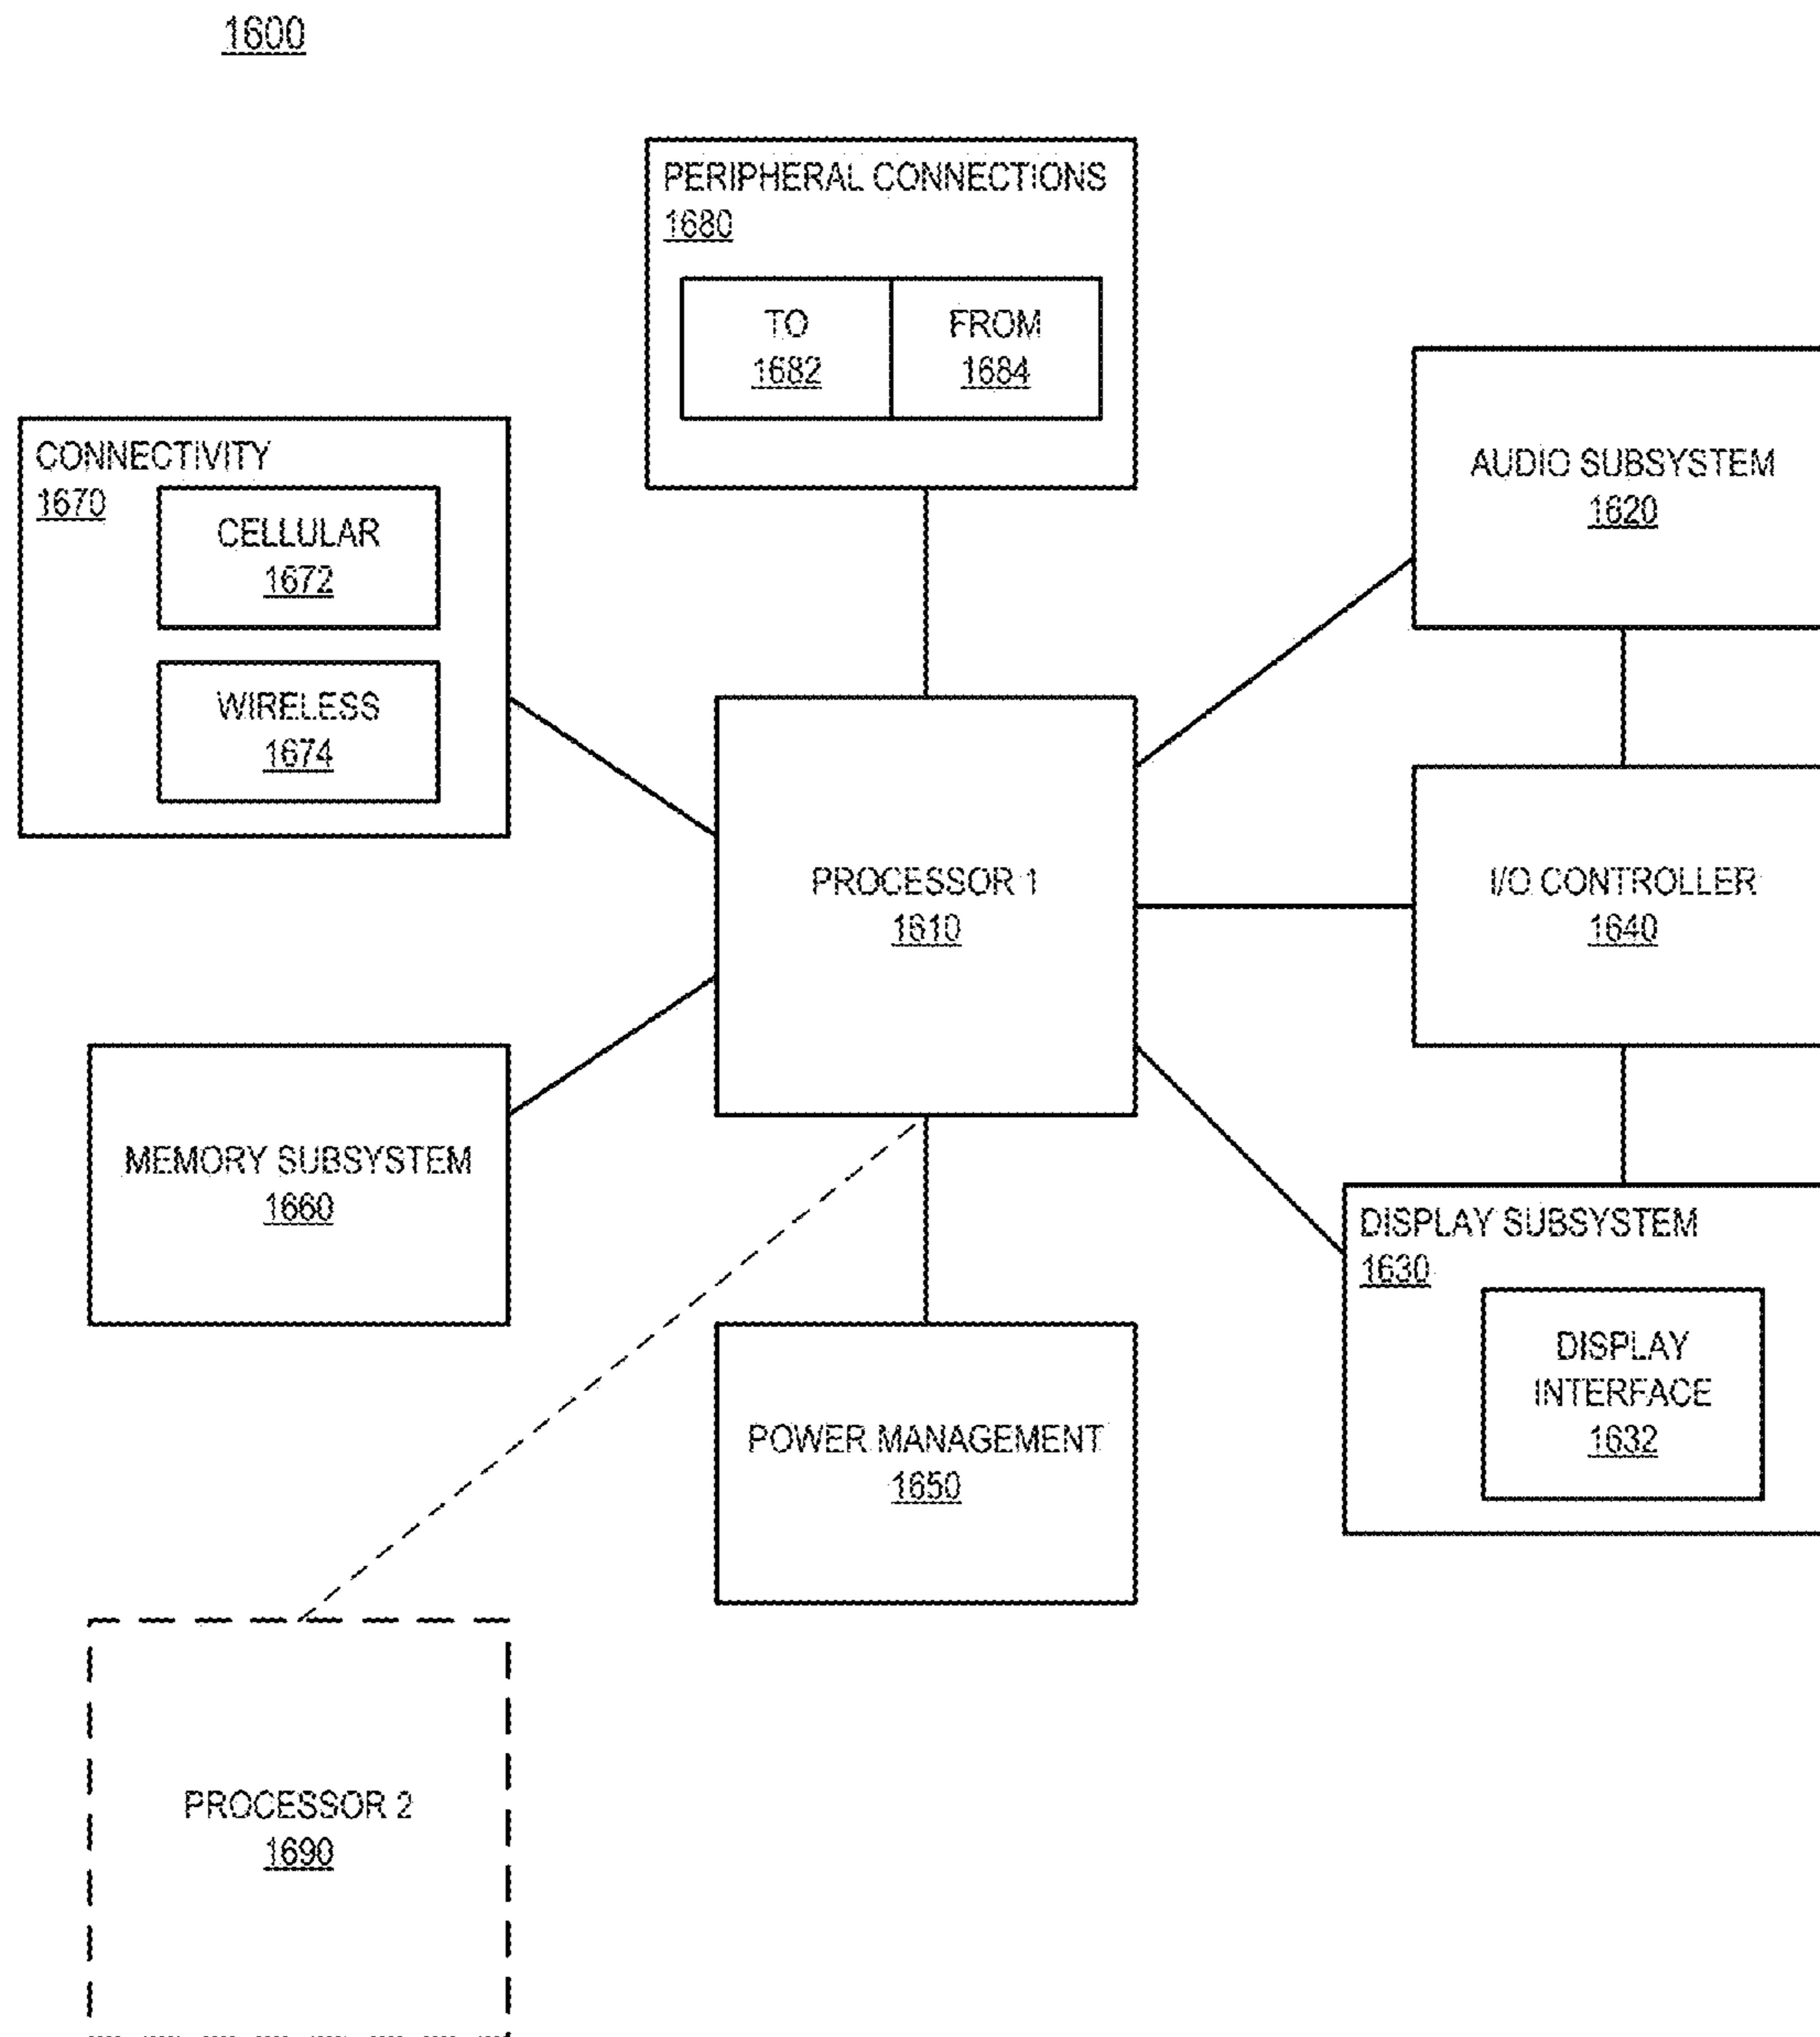 1600
PERIPHERAL CONNECTIONS
1680
TO
1682
FROM
1684
AUDIO SUBSYSTEM
1620
CONNECTIVITY
1670
CELLULAR
1672
WIRELESS
1674
PROCESSOR 1
1610
I/O CONTROLLER
1640
MEMORY SUBSYSTEM
1660
DISPLAY SUBSYSTEM
1630
DISPLAY
INTERFACE
1632
POWER MANAGEMENT
1650
PROCESSOR 2
1690